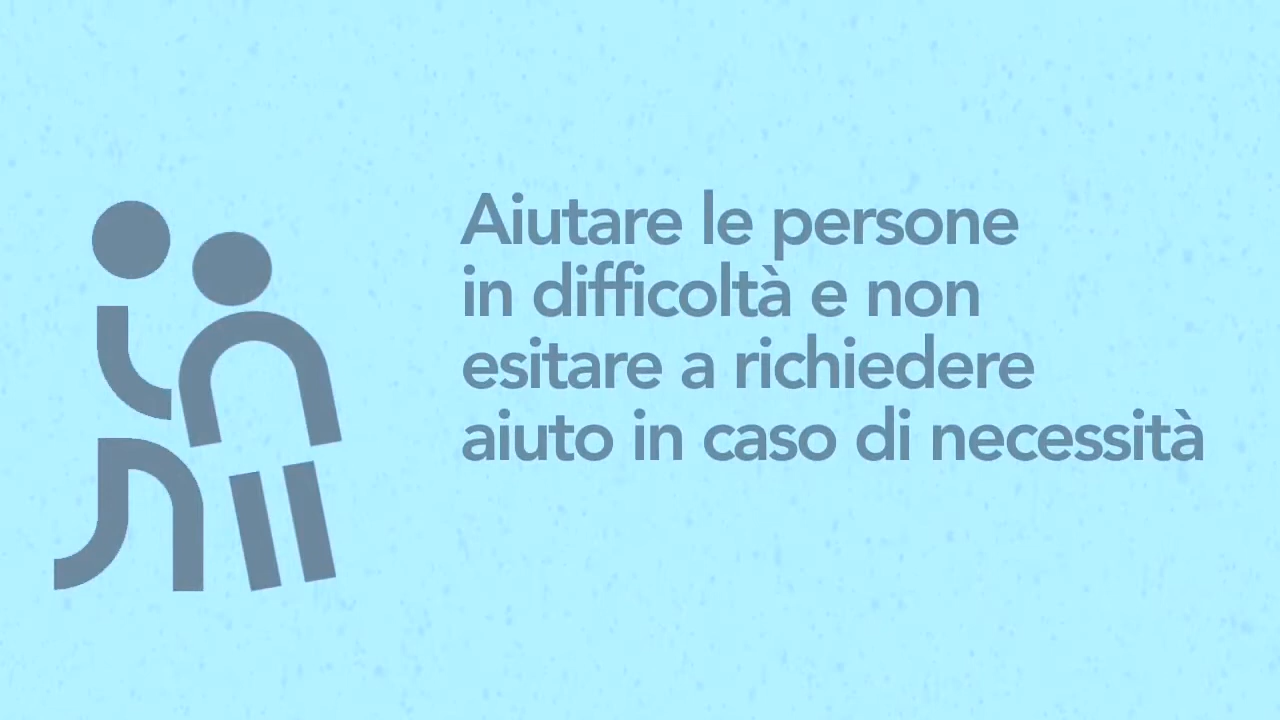 Aiutare le persone
in difficoltà e non
esitare a richiedere
aiuto in caso di necessità